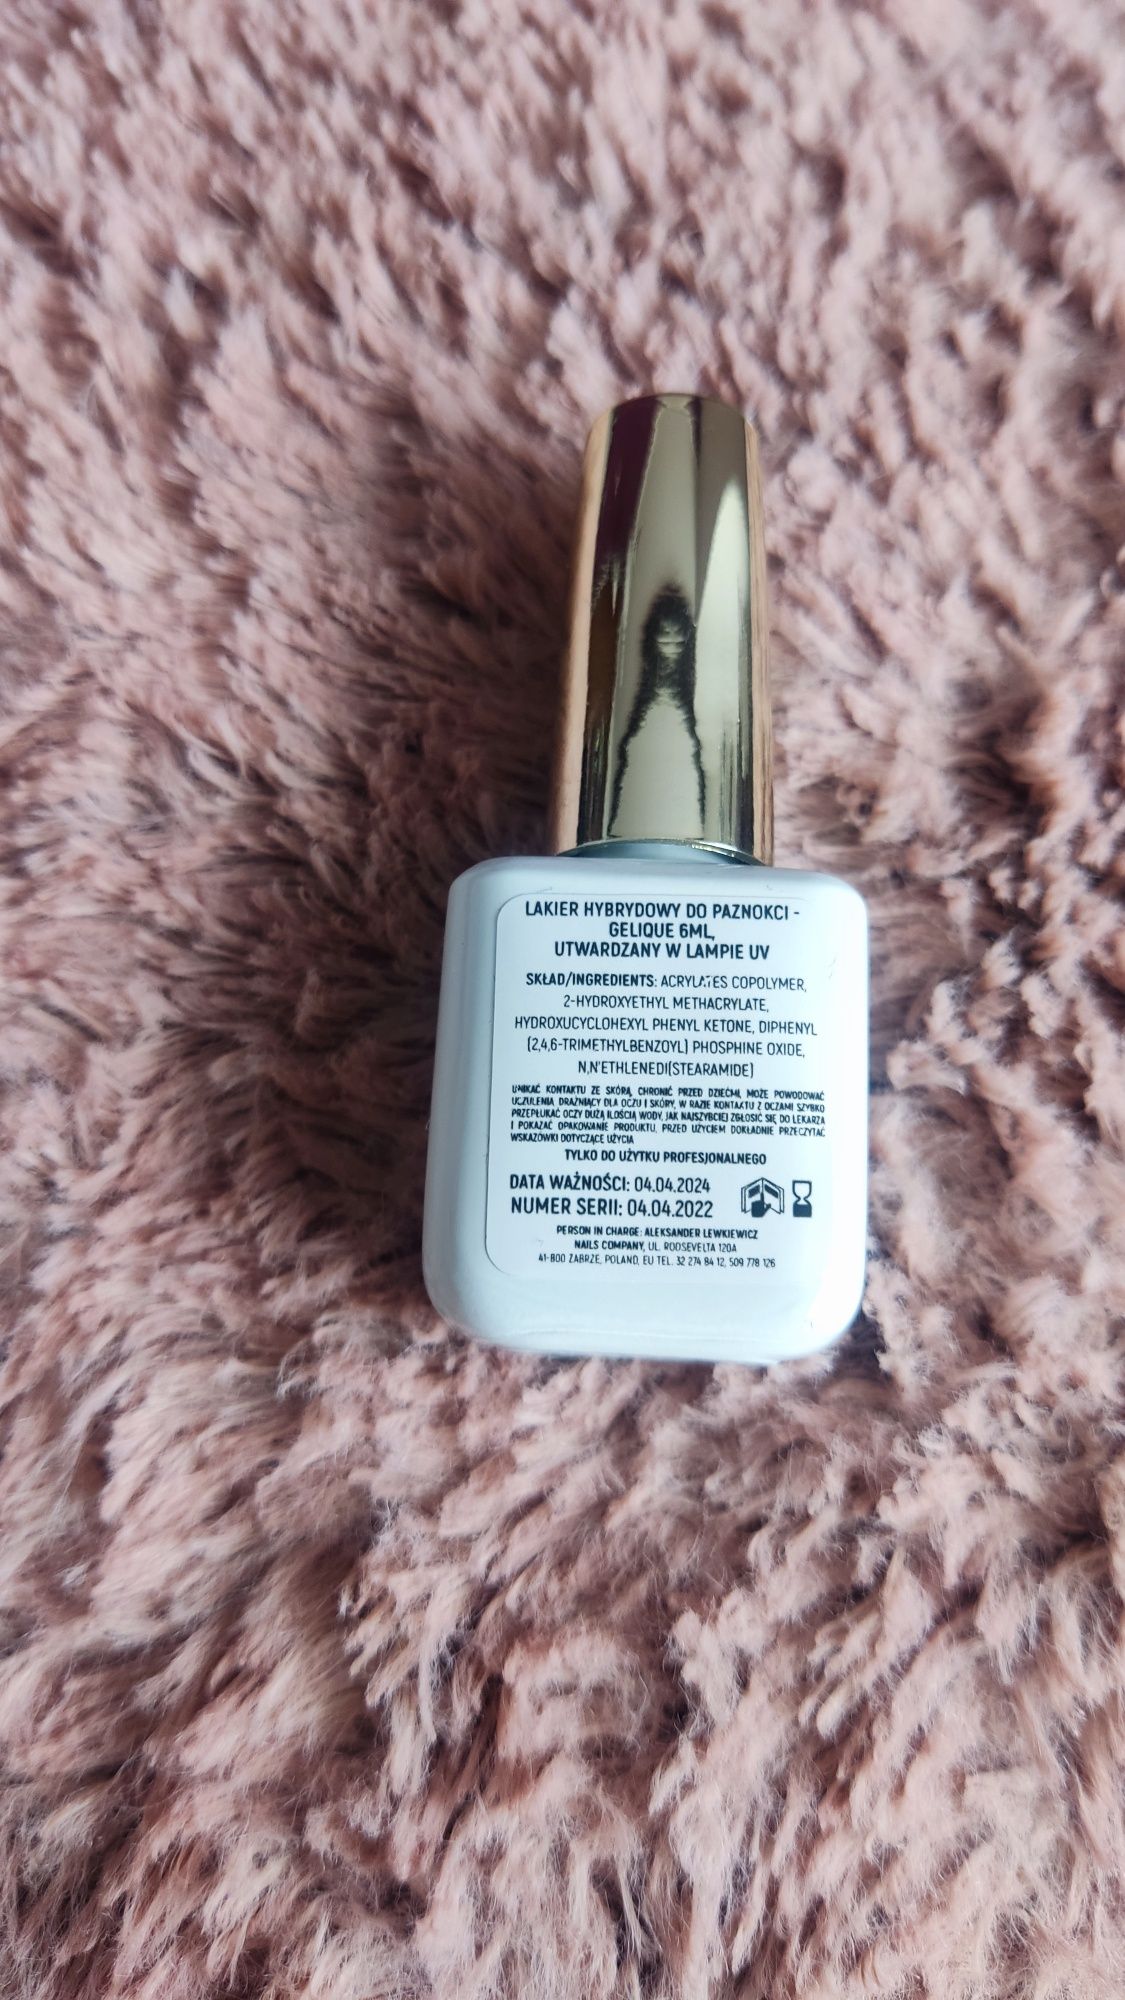 LAKIER HYBRYDOWY DO PAZNOKCI -
GELIQUE 6ML,
UTWARDZANY W LAMPIE UV
SKŁAD/INGREDIENTS: ACRYLATES COPOLYMER,
2-HYDROXYETHYL METHACRYLATE,
HYDROXUCYCLOHEXYL PHENYL KETONE, DIPHENYL
(2,4,6-TRIMETHYLBENZOYL) PHOSPHINE OXIDE,
N,N'ETHLENEDI(STEARAMIDE)
UNIKAĆ KONTAKTU ZE SKÓRĄ, CHRONIĆ PRZED DZIEĆMI, MOŻE POWODOWAĆ
UCZULENIA, DRAŻNIĄCY DLA OCZU I SKÓRY, W RAZIE KONTAKTU Z OCZAMI SZYBKO
PRZEPŁUKAĆ OCZY DUŻĄ ILOŚCIĄ WODY, JAK NAJSZYBCIEJ ZGŁOSIĆ SIĘ DO LEKARZA
I POKAZAĆ OPAKOWANIE PRODUKTU, PRZED UŻYCIEM DOKŁADNIE PRZECZYTAĆ
WSKAZÓWKI DOTYCZĄCE UŻYCIA
TYLKO DO UŻYTKU PROFESJONALNEGO
DATA WAŻNOŚCI: 04.04.2024
NUMER SERII: 04.04.2022
PERSON IN CHARGE: ALEKSANDER LEWKIEWICZ
NAILS COMPANY, UL. ROOSEVELTA 120A
41-800 ZABRZE, POLAND, EU TEL. 32 274 84 12, 509 778 126